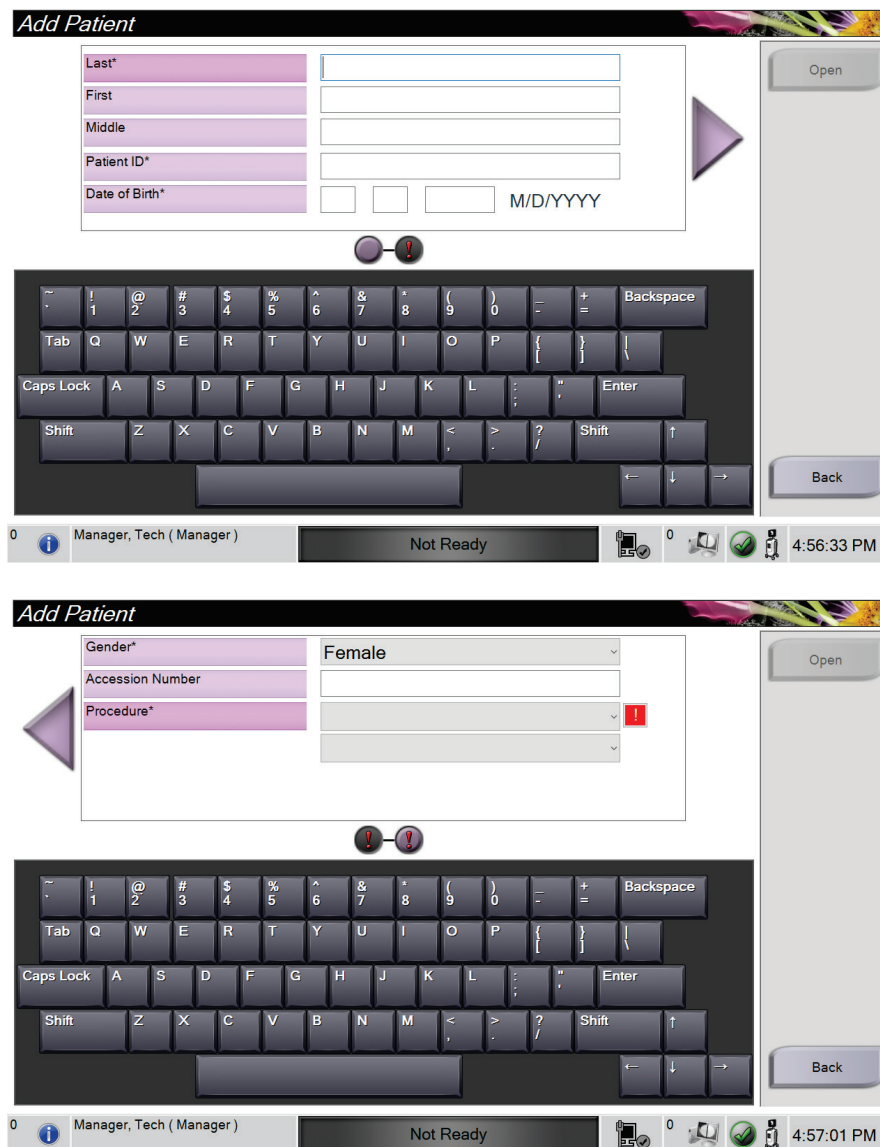 Add Patient
Last*
Open
First
Middle
Patient ID*
Date of Birth* M/D/YYYY
~ ! @ # $ % ^ & * ( ) _ + Backspace
` 1 2 3 4 5 6 7 8 9 0 - =
Tab Q W E R T Y U I O P { } |
[ ] \
Caps Lock A S D F G H J K L : " Enter
; '
Shift Z X C V B N M < > ? Shift ↑
, . /
← ↓ →
Back
0 Manager, Tech ( Manager ) Not Ready 0 4:56:33 PM
Add Patient
Gender* Female
Open
Accession Number
Procedure* !
~ ! @ # $ % ^ & * ( ) _ + Backspace
` 1 2 3 4 5 6 7 8 9 0 - =
Tab Q W E R T Y U I O P { } |
[ ] \
Caps Lock A S D F G H J K L : " Enter
; '
Shift Z X C V B N M < > ? Shift ↑
, . /
← ↓ →
Back
0 Manager, Tech ( Manager ) Not Ready 0 4:57:01 PM